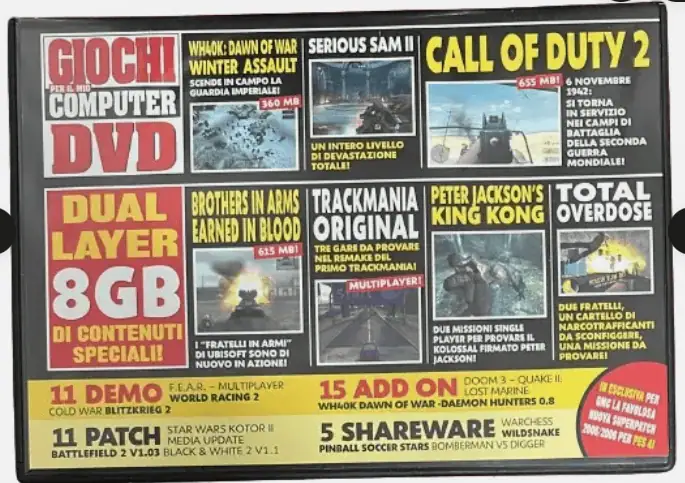 GIOCHI
PER IL MIO
COMPUTER
DVD
WH40K: DAWN OF WAR
WINTER ASSAULT
SCENDE IN CAMPO LA
GUARDIA IMPERIALE!
360 MB
SERIOUS SAM II
UN INTERO LIVELLO
DI DEVASTAZIONE
TOTALE!
CALL OF DUTY 2
655 MB!
6 NOVEMBRE
1942:
SI TORNA
IN SERVIZIO
NEI CAMPI DI
BATTAGLIA
DELLA SECONDA
GUERRA
MONDIALE!
DUAL
LAYER
8GB
DI CONTENUTI
SPECIALI!
BROTHERS IN ARMS
EARNED IN BLOOD
615 MB!
I "FRATELLI IN ARMI"
DI UBISOFT SONO DI
NUOVO IN AZIONE!
TRACKMANIA
ORIGINAL
TRE GARE DA PROVARE
NEL REMAKE DEL
PRIMO TRACKMANIA!
MULTIPLAYER!
PETER JACKSON'S
KING KONG
DUE MISSIONI SINGLE
PLAYER PER PROVARE IL
KOLOSSAL FIRMATO PETER
JACKSON!
TOTAL
OVERDOSE
DUE FRATELLI,
UN CARTELLO DI
NARCOTRAFFICANTI
DA SCONFIGGERE,
UNA MISSIONE DA
PROVARE!
11 DEMO F.E.A.R. – MULTIPLAYER
WORLD RACING 2
COLD WAR BLITZKRIEG 2
15 ADD ON DOOM 3 – QUAKE II:
LOST MARINE
WH40K DAWN OF WAR -DAEMON HUNTERS 0.8
11 PATCH STAR WARS KOTOR II
MEDIA UPDATE
BATTLEFIELD 2 V1.03 BLACK & WHITE 2 V1.1
5 SHAREWARE WARCHESS
WILDSNAKE
PINBALL SOCCER STARS BOMBERMAN VS DIGGER
IN ESCLUSIVA PER
GMC LA FAVOLOSA
NUOVA SUPERPATCH
2005/2006 PER PES 4!